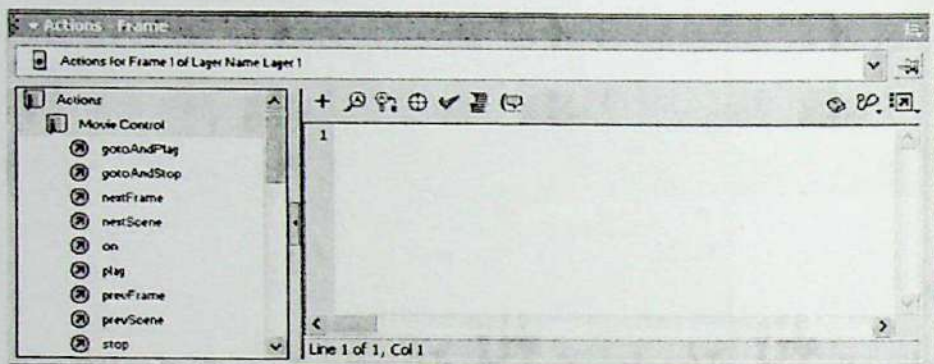 Actions - Frame
Actions for Frame 1 of Layer Name Layer 1
Actions
Movie Control
gotoAndPlay
gotoAndStop
nextFrame
nextScene
on
play
prevFrame
prevScene
stop
1
Line 1 of 1, Col 1